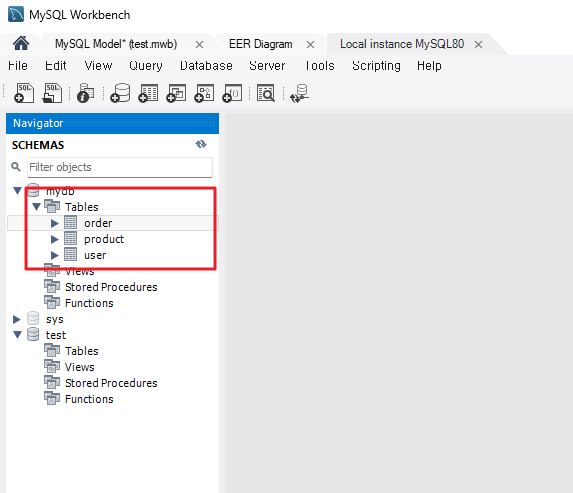 MySQL Workbench
MySQL Model* (test.mwb) EER Diagram Local instance MySQL80
File Edit View Query Database Server Tools Scripting Help
Navigator
SCHEMAS
Filter objects
mydb
Tables
order
product
user
Views
Stored Procedures
Functions
sys
test
Tables
Views
Stored Procedures
Functions